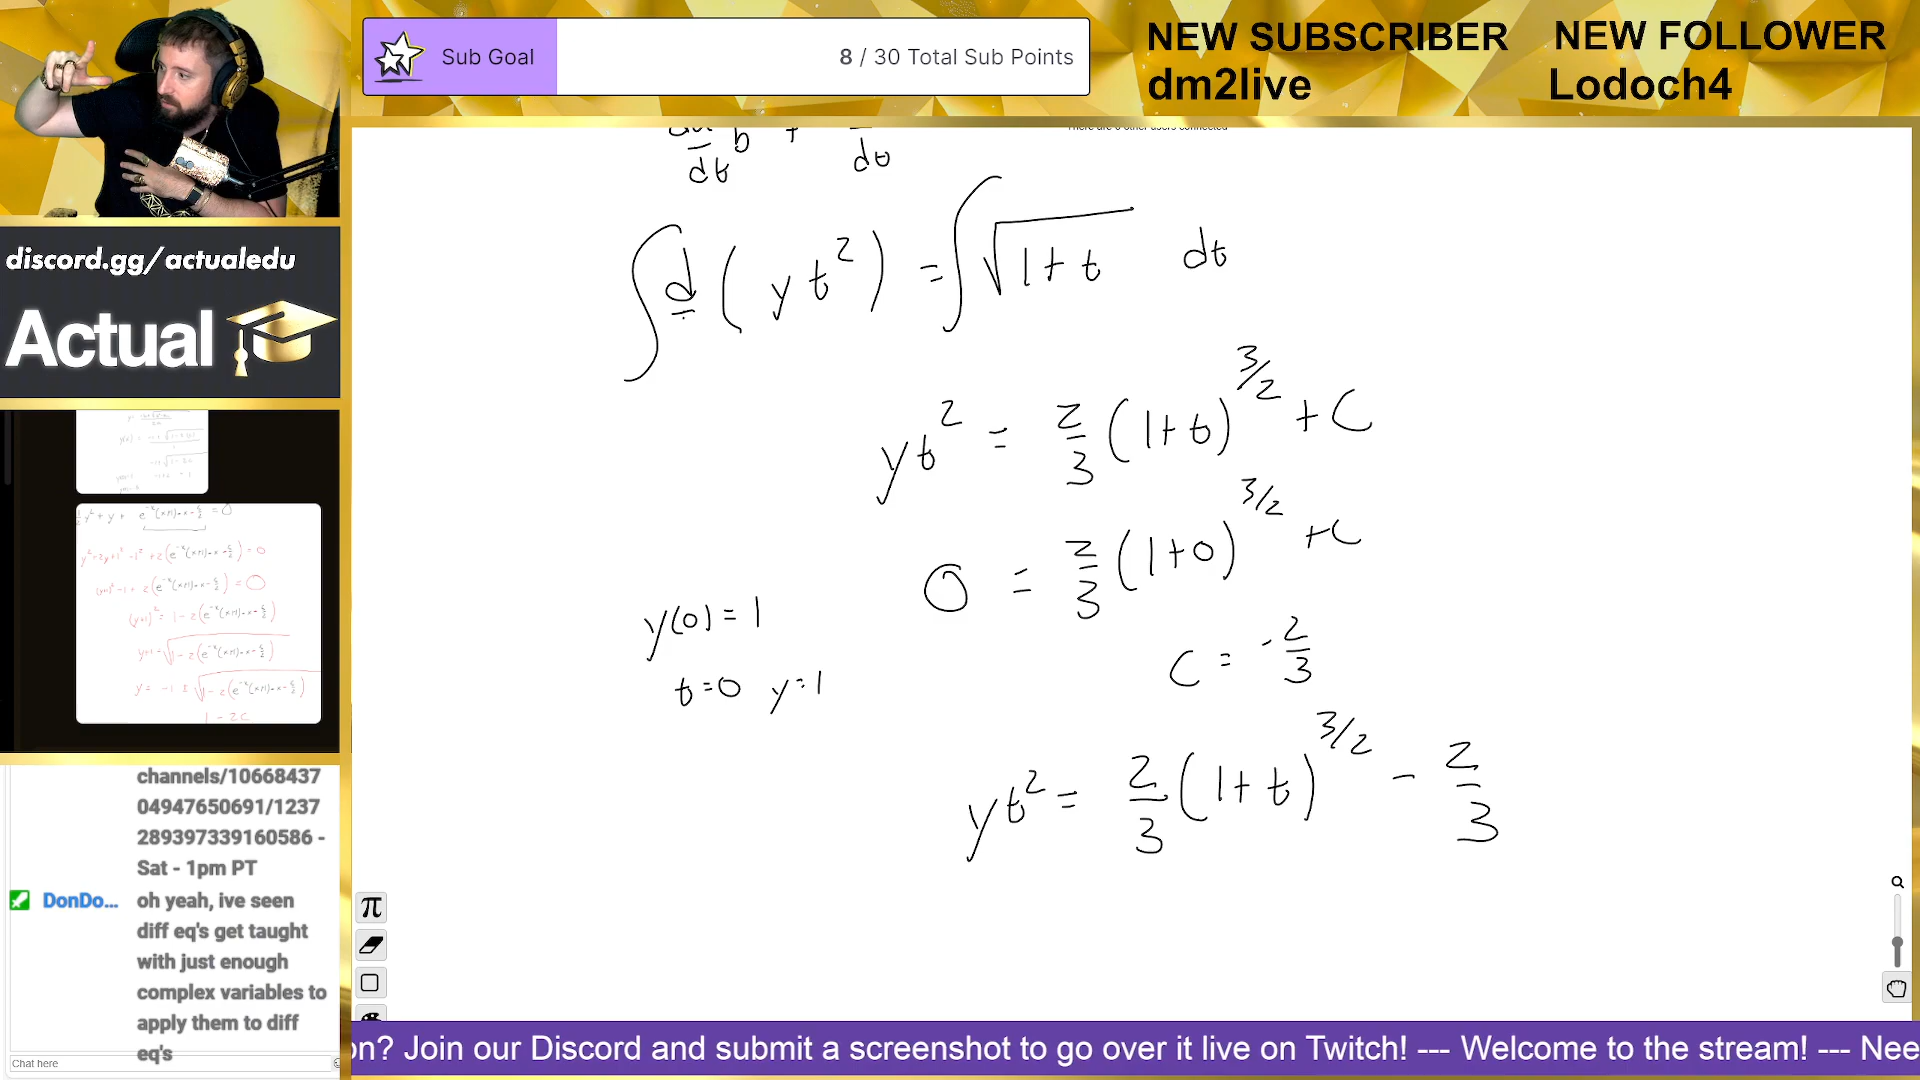 Sub Goal
8 / 30 Total Sub Points
NEW SUBSCRIBER
dm2live
NEW FOLLOWER
Lodoch4
discord.gg/actualedu
Actual
∫ d ( y t² ) = ∫ √(1+t) dt
yt² = 2/3 (1+t)^3/2 + C
0 = 2/3 (1+0)^3/2 + C
y(0) = 1
t=0 y=1
C = -2/3
yt² = 2/3 (1+t)^3/2 - 2/3
channels/10668437
04947650691/1237
289397339160586 -
Sat - 1pm PT
DonDo... oh yeah, ive seen
diff eq's get taught
with just enough
complex variables to
apply them to diff
eq's
Chat here
π
on? Join our Discord and submit a screenshot to go over it live on Twitch! --- Welcome to the stream! --- Nee